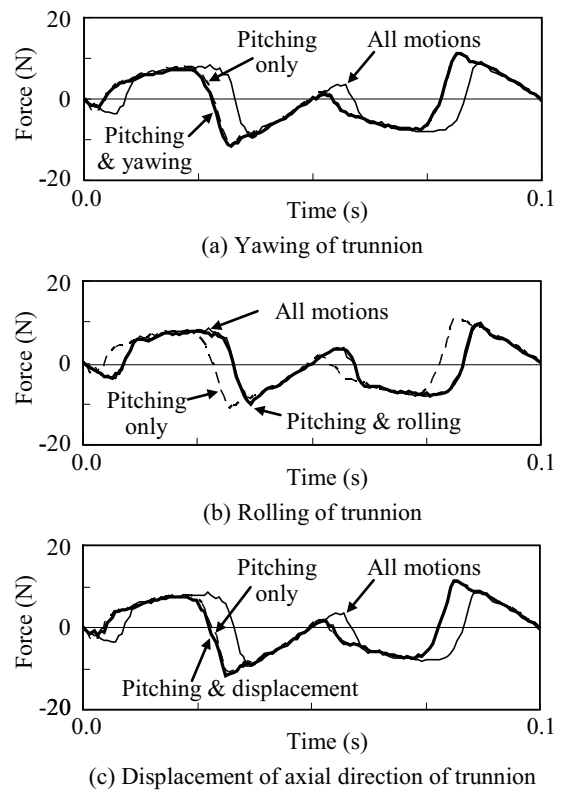 20
Force (N)
0
-20
Pitching
only
All motions
Pitching
& yawing
0.0
0.1
Time (s)
(a) Yawing of trunnion
20
Force (N)
0
-20
All motions
Pitching
only
Pitching & rolling
0.0
0.1
Time (s)
(b) Rolling of trunnion
20
Force (N)
0
-20
Pitching
only
All motions
Pitching & displacement
0.0
0.1
Time (s)
(c) Displacement of axial direction of trunnion